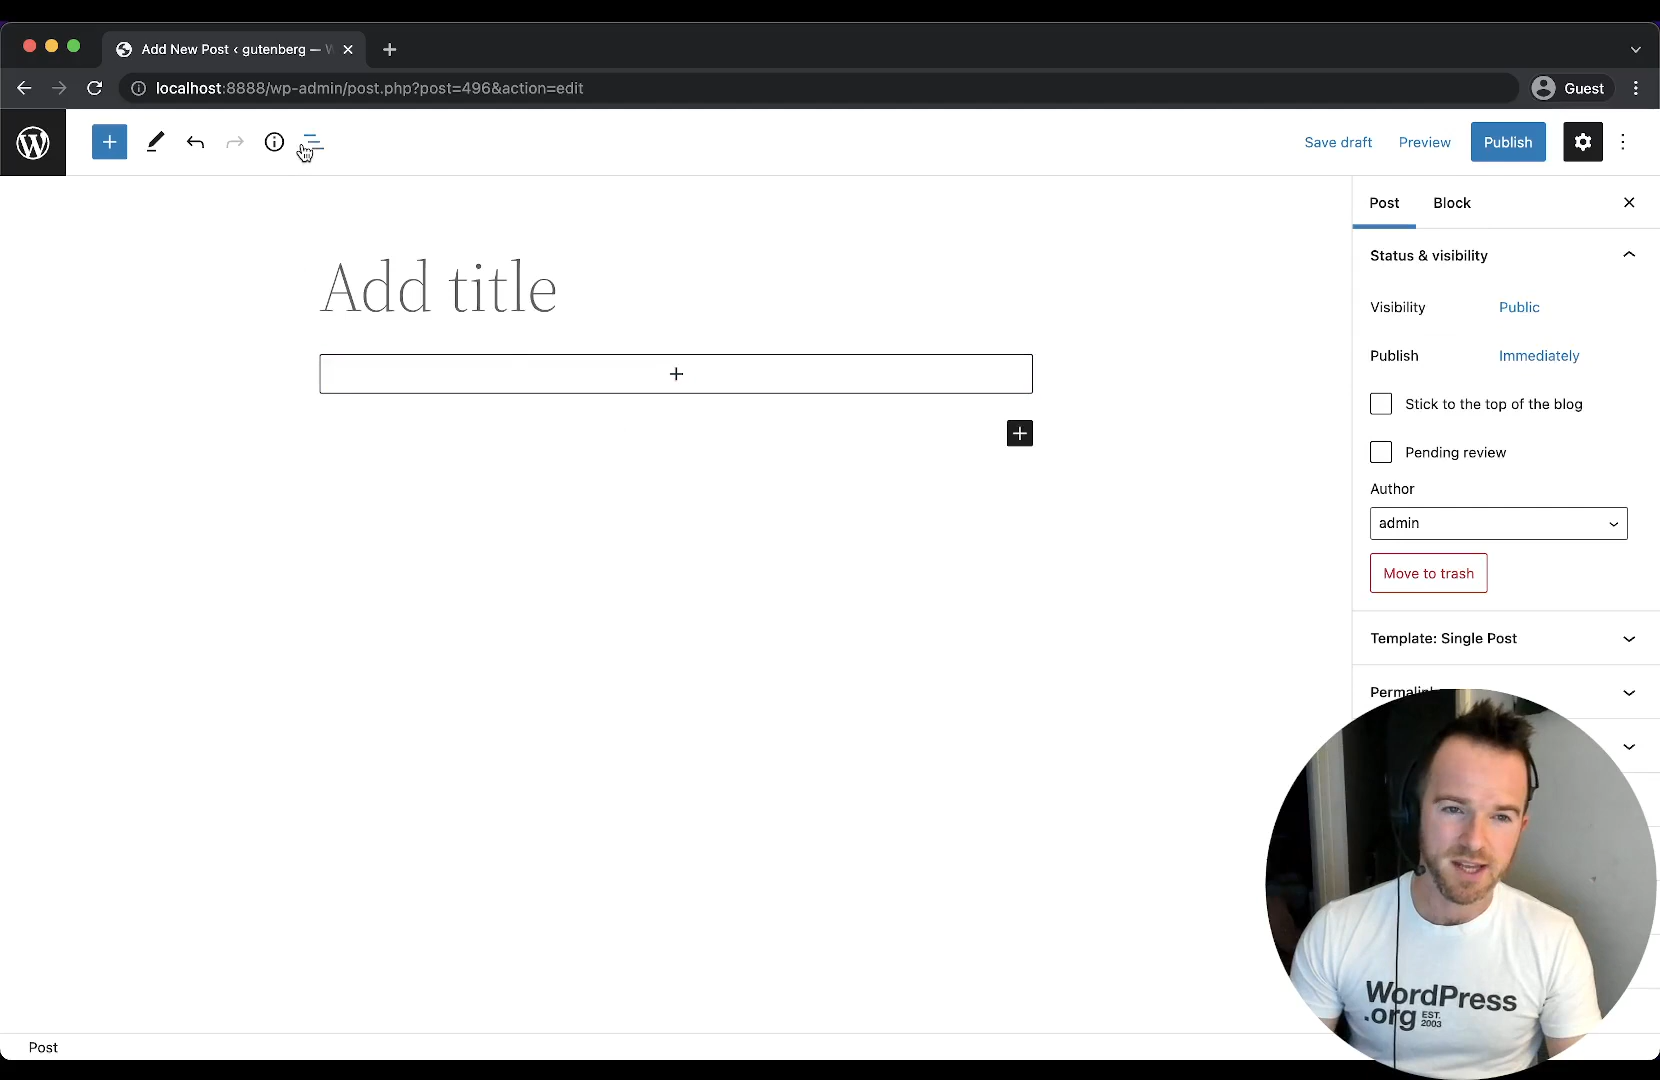 Add New Post ‹ gutenberg —
localhost:8888/wp-admin/post.php?post=496&action=edit
Guest
Save draft
Preview
Publish
Post
Block
Status & visibility
Add title
Visibility
Public
Publish
Immediately
Stick to the top of the blog
Pending review
Author
admin
Move to trash
Template: Single Post
WordPress
.org EST.
2003
Post